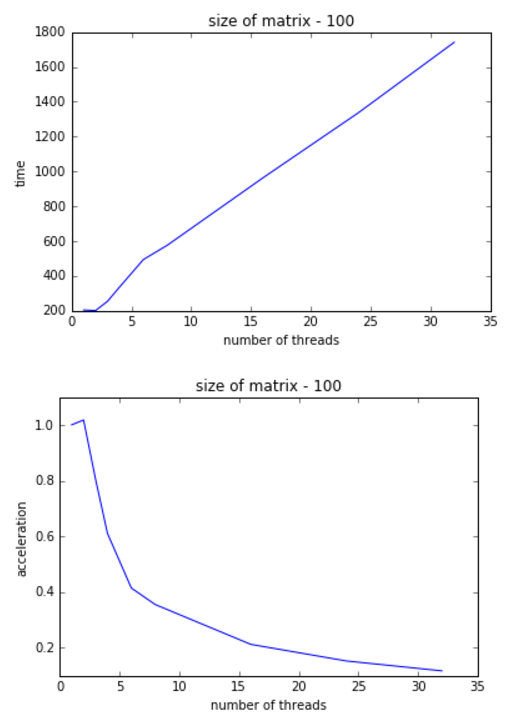 size of matrix - 100
1800
1600
1400
1200
1000
800
600
400
200
time
0 5 10 15 20 25 30 35
number of threads
size of matrix - 100
1.0
0.8
0.6
0.4
0.2
acceleration
0 5 10 15 20 25 30 35
number of threads